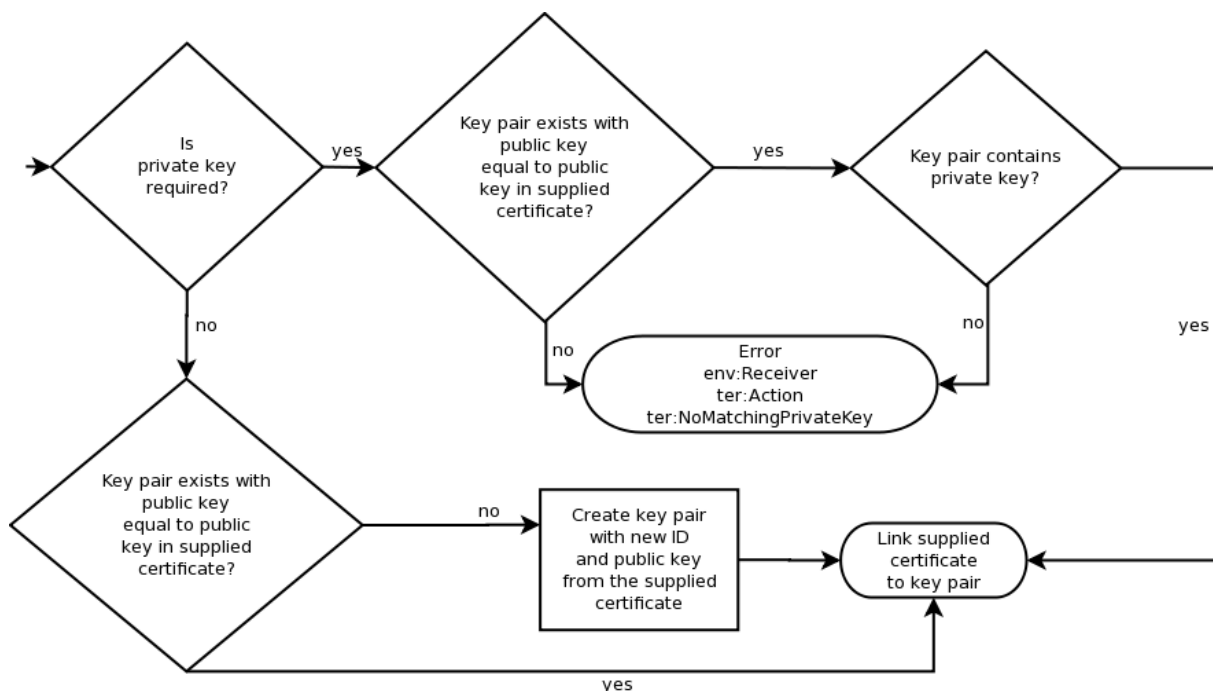 Is
private key
required?
yes
Key pair exists with
public key
equal to public
key in supplied
certificate?
yes
Key pair contains
private key?
no
no
no
yes
Error
env:Receiver
ter:Action
ter:NoMatchingPrivateKey
Key pair exists with
public key
equal to public
key in supplied
certificate?
no
Create key pair
with new ID
and public key
from the supplied
certificate
Link supplied
certificate
to key pair
yes